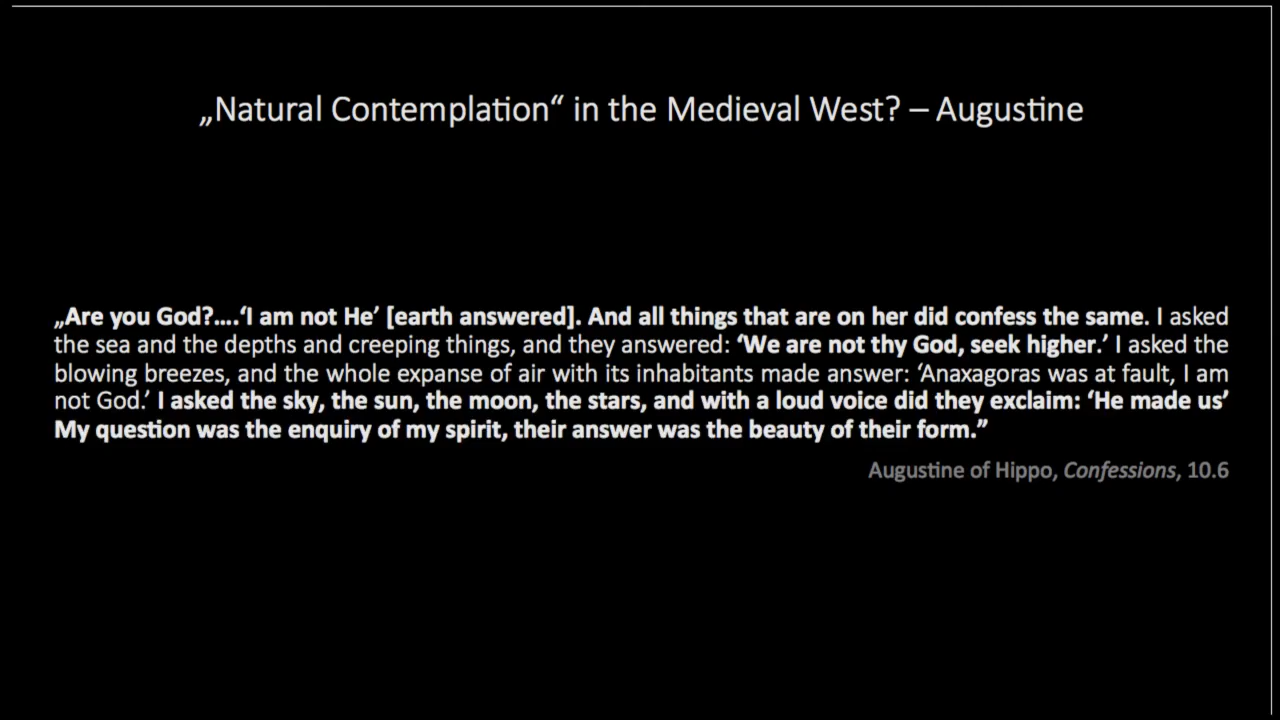 „Natural Contemplation“ in the Medieval West? – Augustine
„Are you God?....‘I am not He’ [earth answered]. And all things that are on her did confess the same. I asked
the sea and the depths and creeping things, and they answered: ‘We are not thy God, seek higher.’ I asked the
blowing breezes, and the whole expanse of air with its inhabitants made answer: ‘Anaxagoras was at fault, I am
not God.’ I asked the sky, the sun, the moon, the stars, and with a loud voice did they exclaim: ‘He made us’
My question was the enquiry of my spirit, their answer was the beauty of their form.”
Augustine of Hippo, Confessions, 10.6